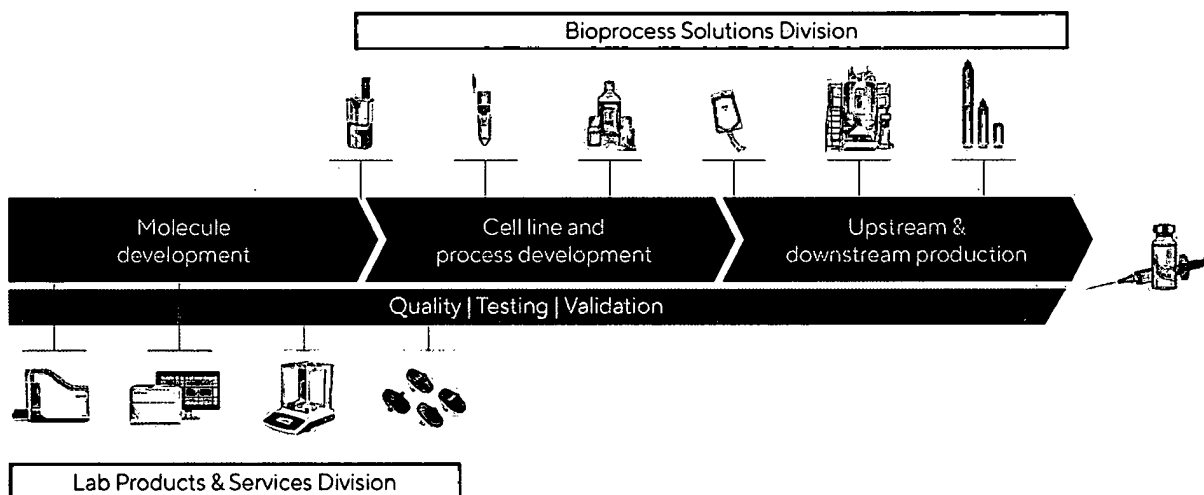 Bioprocess Solutions Division
Molecule
development
Cell line and
process development
Upstream &
downstream production
Quality | Testing | Validation
Lab Products & Services Division